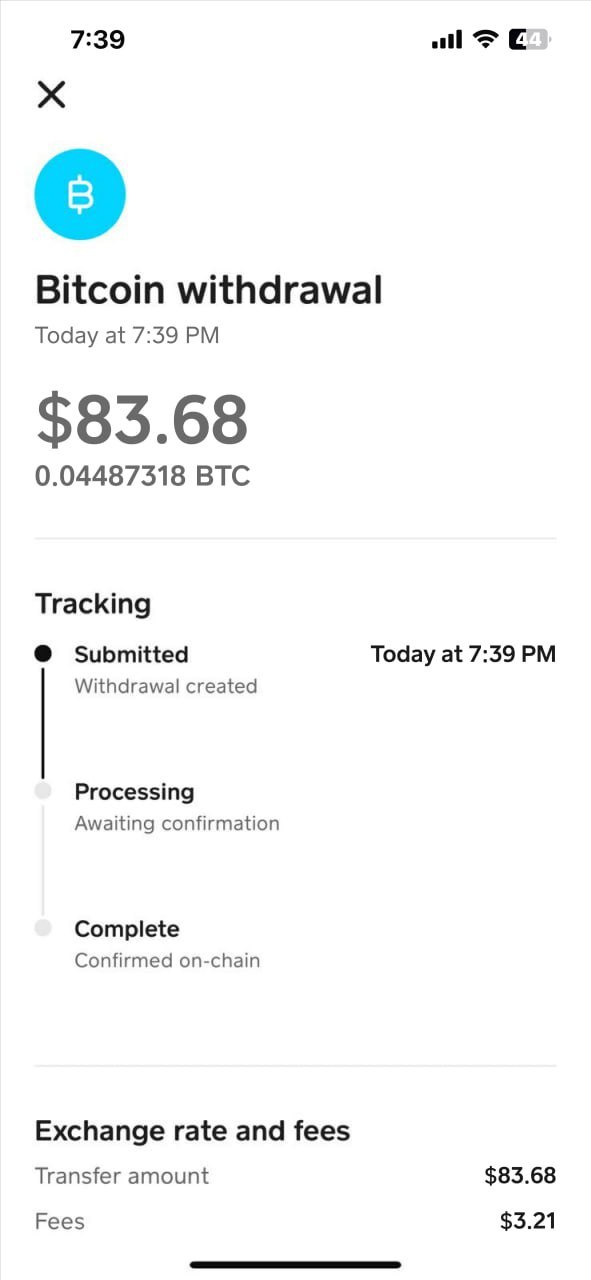 7:39
44
Bitcoin withdrawal
Today at 7:39 PM
$83.68
0.04487318 BTC
Tracking
Submitted Today at 7:39 PM
Withdrawal created
Processing
Awaiting confirmation
Complete
Confirmed on-chain
Exchange rate and fees
Transfer amount $83.68
Fees $3.21